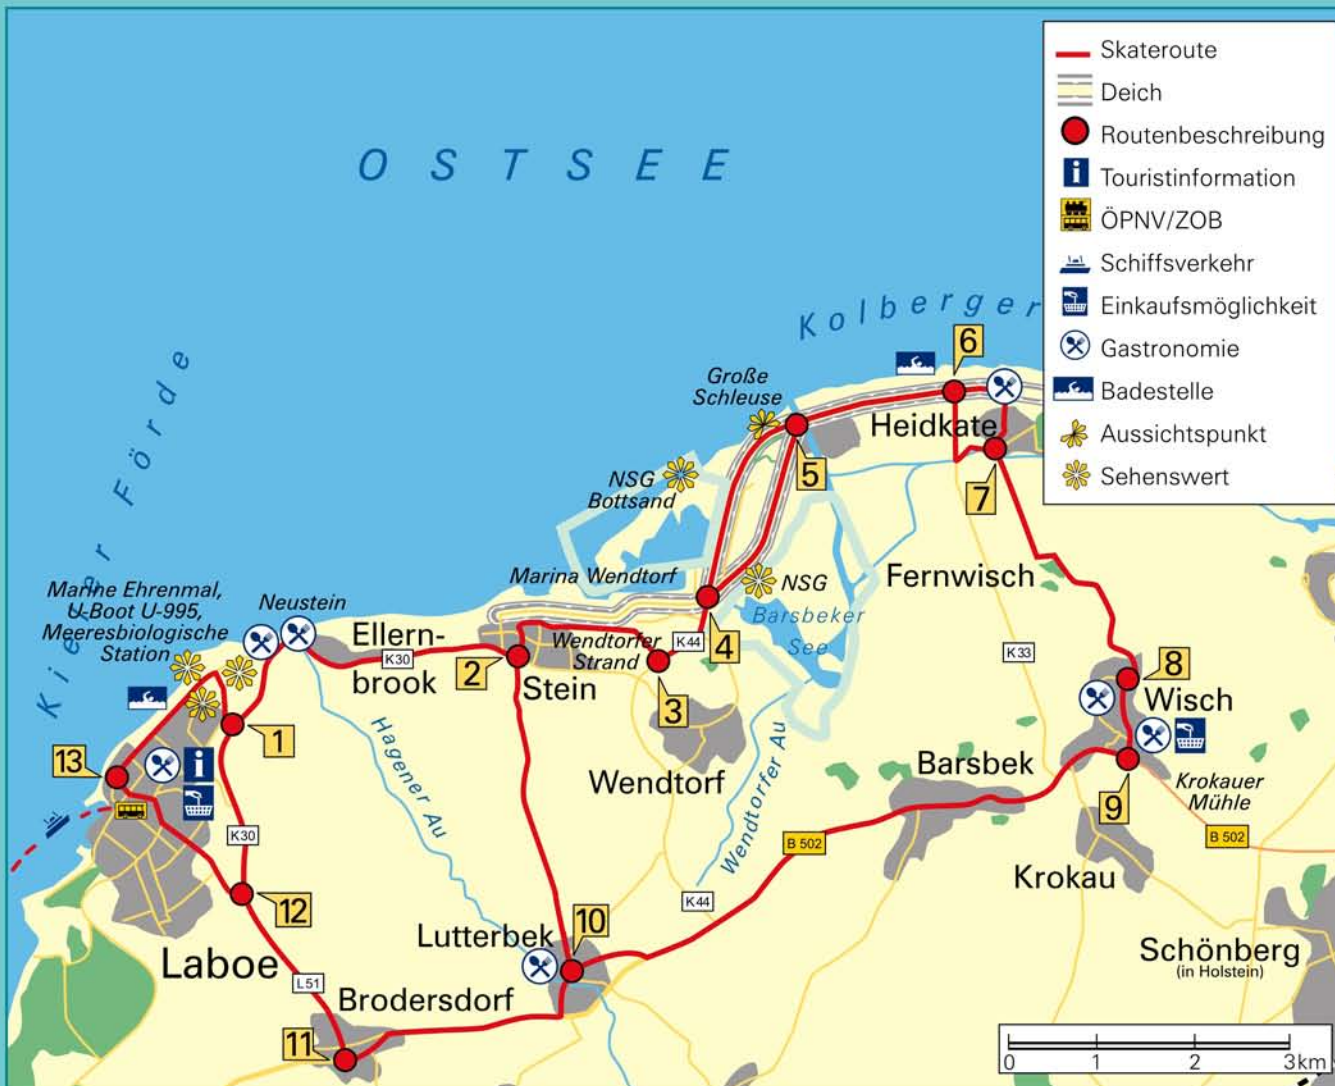 Skateroute
Deich
Routenbeschreibung
i
Touristinformation
ÖPNV/ZOB
Schiffsverkehr
Einkaufsmöglichkeit
Gastronomie
Badestelle
Aussichtspunkt
Sehenswert
OSTSEE
Kolberger
Kieler Förde
6
Große
Schleuse
Heidkate
5
7
NSG
Bottsand
Marina Wendtorf
NSG
Barsbeker
See
Fernwisch
Marine Ehrenmal,
U-Boot U-995,
Meeresbiologische
Station
Neustein
Ellern-
brook
K30
2
Stein
Wendtorfer
Strand
K44
4
3
K33
8
Wisch
1
13
i
Hagener Au
Wendtorf
Wendtorfer Au
Barsbek
9
Krokauer
Mühle
K30
B 502
B 502
Krokau
12
K44
10
Lutterbek
Laboe
L51
Brodersdorf
11
Schönberg
(in Holstein)
0 1 2 3km